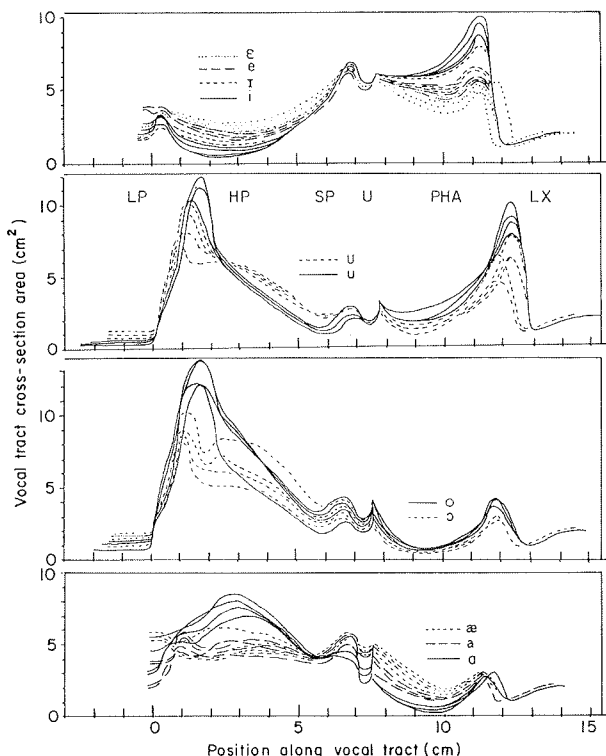 Vocal tract cross-section area (cm²)
10
5
0
ɛ
e
ɪ
i
LP HP SP U PHA LX
10
5
0
ʊ
u
10
5
0
o
ɔ
10
5
0
æ
a
ɑ
0 5 10 15
Position along vocal tract (cm)